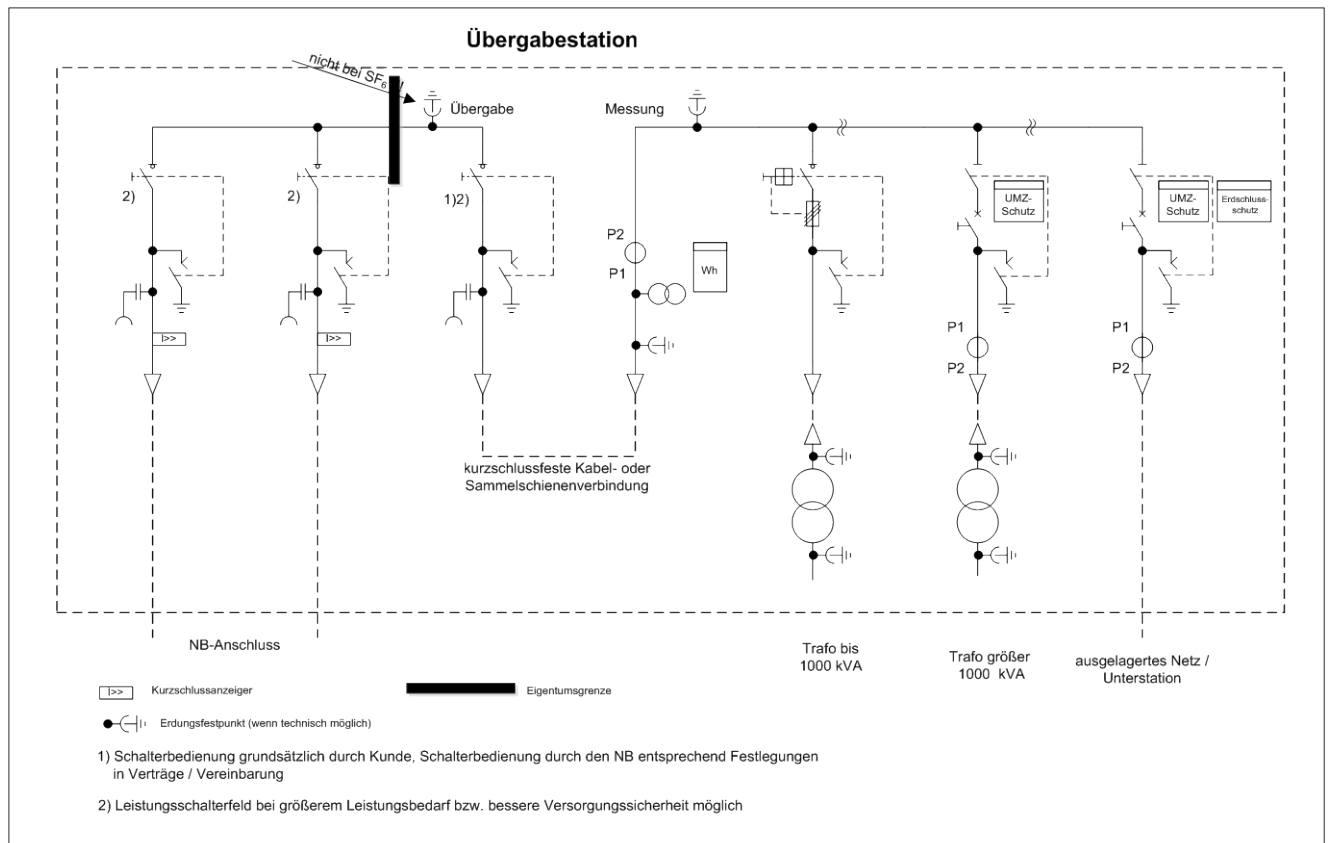 Übergabestation
nicht bei SF6 !
Übergabe
Messung
2)
2)
1)2)
UMZ-
Schutz
UMZ-
Schutz
Erdschluss-
schutz
P2
P1
Wh
I>>
I>>
P1
P2
P1
P2
kurzschlussfeste Kabel- oder
Sammelschienenverbindung
NB-Anschluss
Trafo bis
1000 kVA
Trafo größer
1000 kVA
ausgelagertes Netz /
Unterstation
I>> Kurzschlussanzeiger
Eigentumsgrenze
Erdungsfestpunkt (wenn technisch möglich)
1) Schalterbedienung grundsätzlich durch Kunde, Schalterbedienung durch den NB entsprechend Festlegungen
in Verträge / Vereinbarung
2) Leistungsschalterfeld bei größerem Leistungsbedarf bzw. bessere Versorgungssicherheit möglich